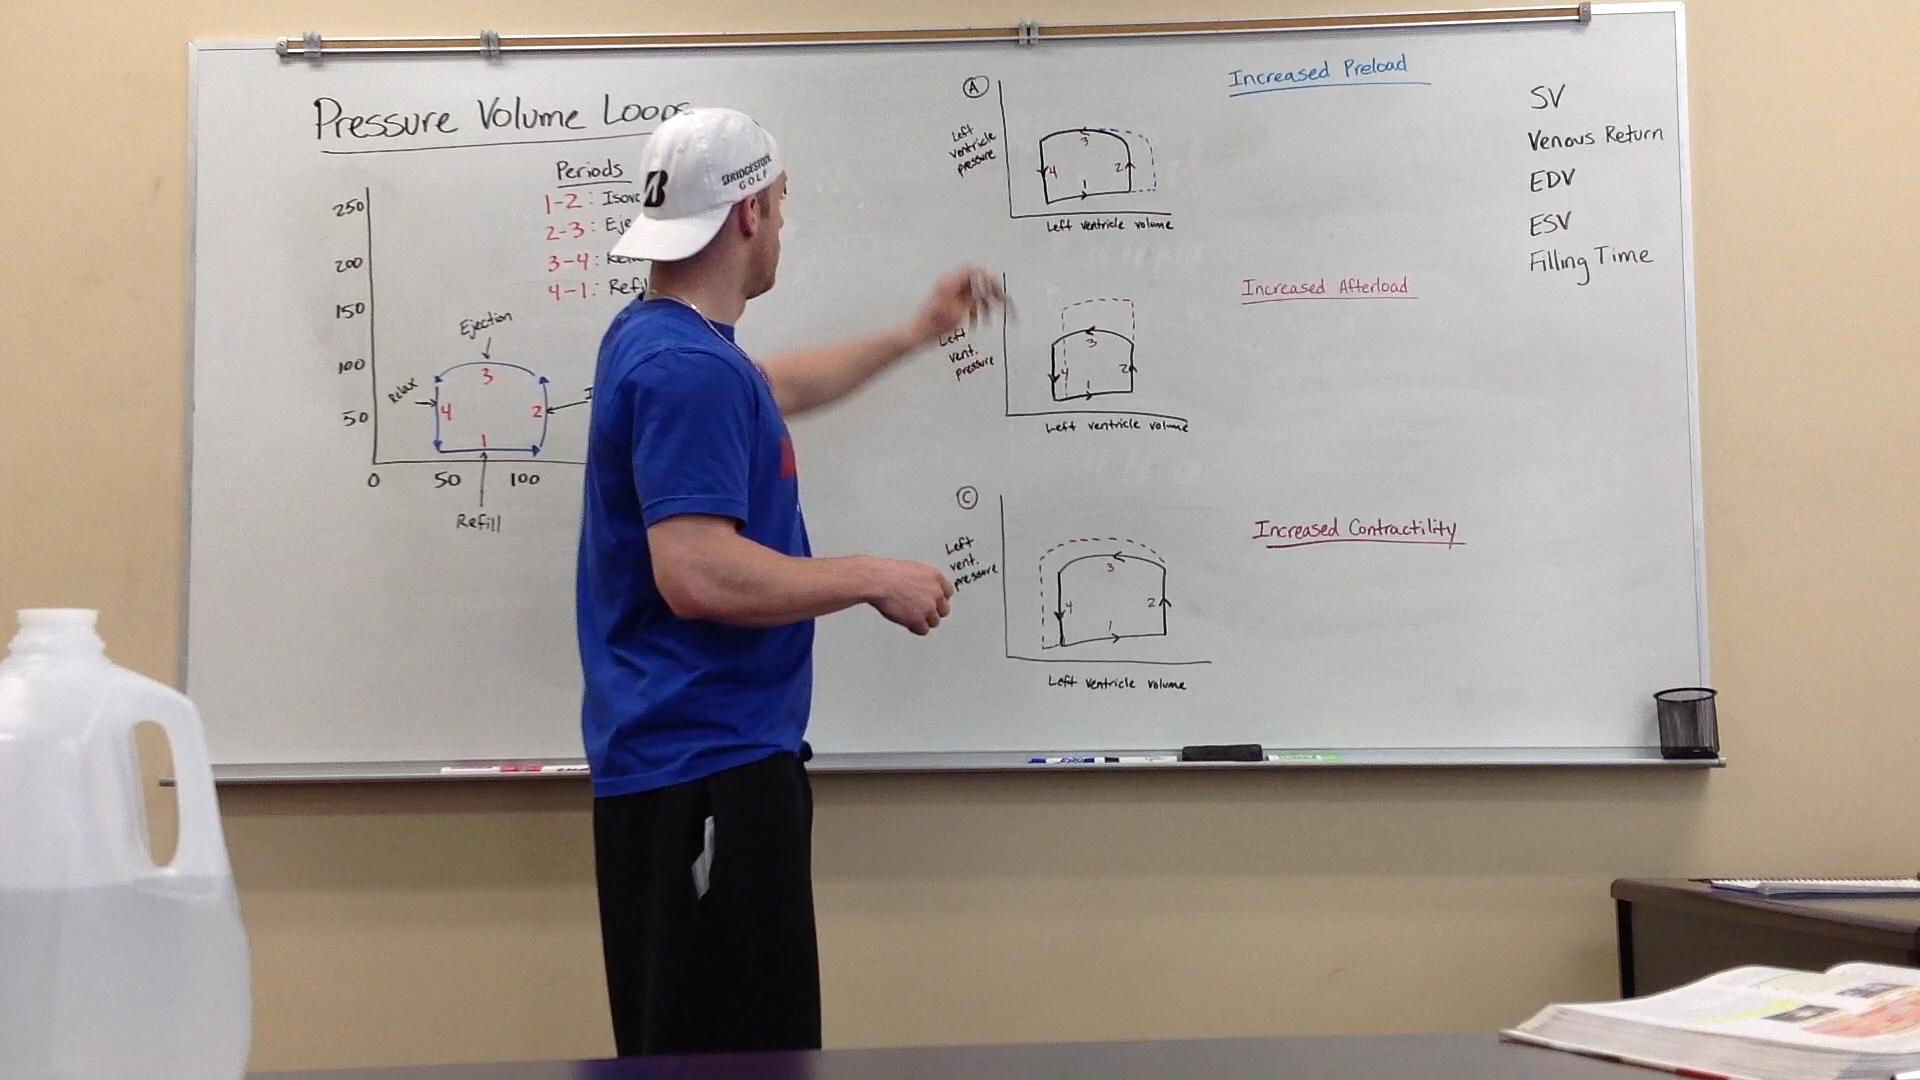 Pressure Volume Loops
Periods
1-2 : Isovo
2-3 : Eje
3-4 :
4-1 : Refil
250
200
150
100
50
0
50
100
Ejection
Relax
3
4
2
1
Refill
BRIDGESTONE
GOLF
B
A
Left
ventricle
pressure
3
4
2
1
Left ventricle volume
Increased Preload
Left
vent.
pressure
3
4
2
1
Left ventricle volume
Increased Afterload
C
Left
vent.
pressure
3
4
2
1
Left ventricle volume
Increased Contractility
SV
Venous Return
EDV
ESV
Filling Time